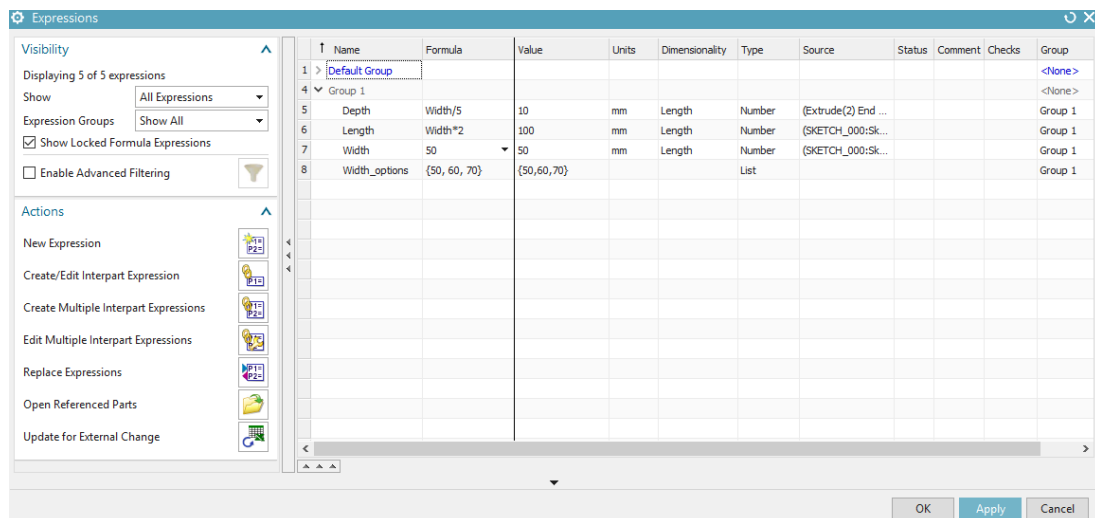 Expressions
Visibility
Displaying 5 of 5 expressions
Show All Expressions
Expression Groups Show All
Show Locked Formula Expressions
Enable Advanced Filtering
Actions
New Expression
Create/Edit Interpart Expression
Create Multiple Interpart Expressions
Edit Multiple Interpart Expressions
Replace Expressions
Open Referenced Parts
Update for External Change
↑ Name Formula Value Units Dimensionality Type Source Status Comment Checks Group
1 > Default Group <None>
4 Group 1 <None>
5 Depth Width/5 10 mm Length Number (Extrude(2) End ... Group 1
6 Length Width*2 100 mm Length Number (SKETCH_000:Sk... Group 1
7 Width 50 50 mm Length Number (SKETCH_000:Sk... Group 1
8 Width_options {50, 60, 70} {50,60,70} List Group 1
OK Apply Cancel